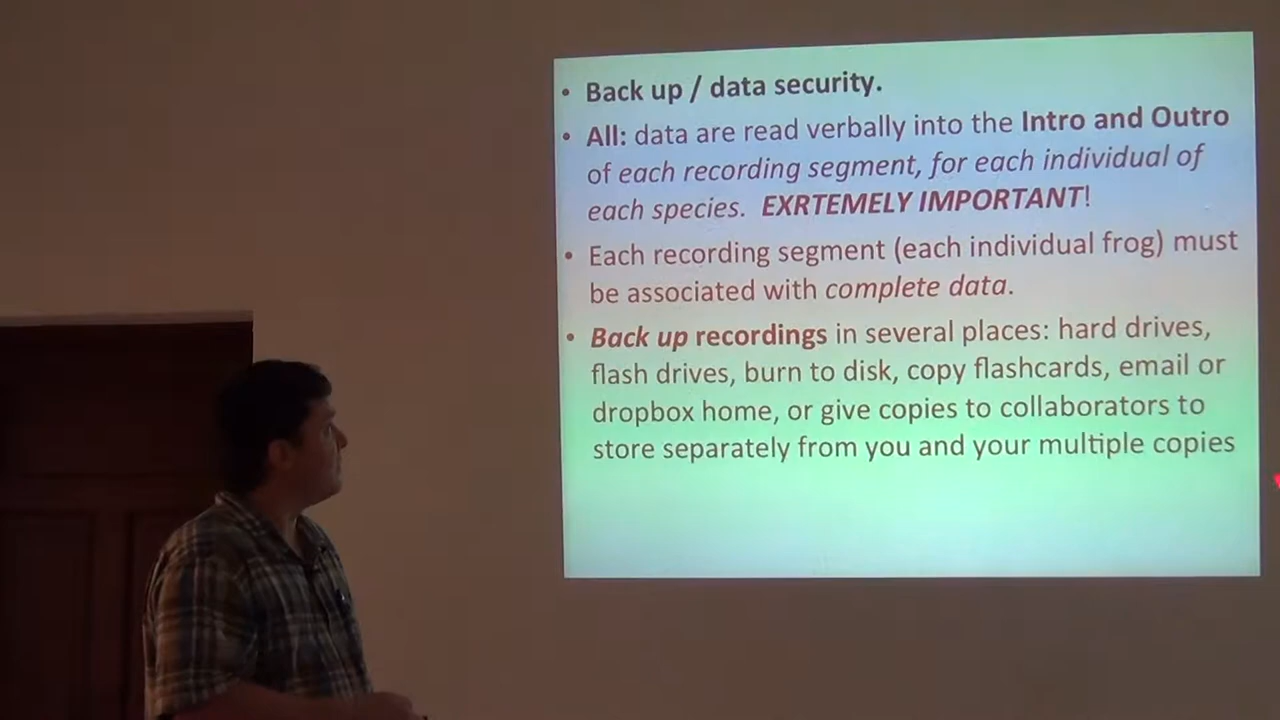 • Back up / data security.
• All: data are read verbally into the Intro and Outro
of each recording segment, for each individual of
each species. EXRTEMELY IMPORTANT!
• Each recording segment (each individual frog) must
be associated with complete data.
• Back up recordings in several places: hard drives,
flash drives, burn to disk, copy flashcards, email or
dropbox home, or give copies to collaborators to
store separately from you and your multiple copies